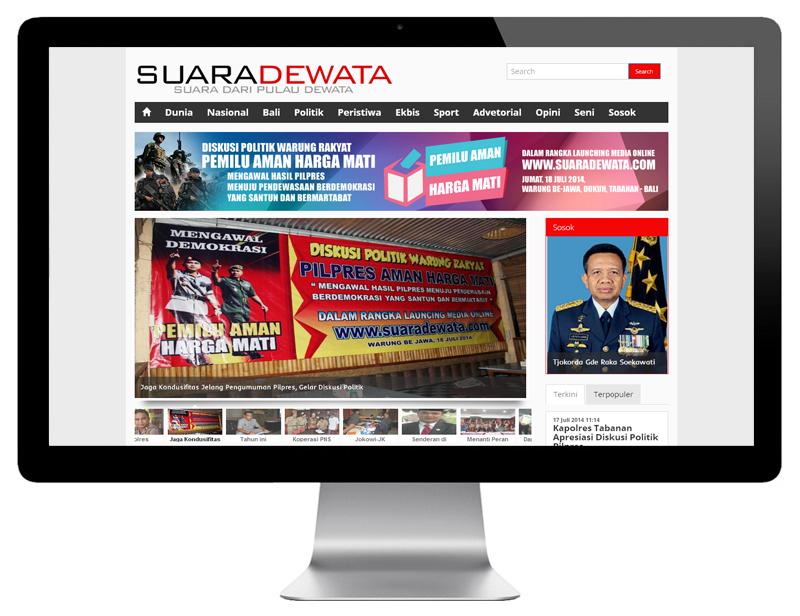 SUARADEWATA
SUARA DARI PULAU DEWATA
Search
Search
Dunia Nasional Bali Politik Peristiwa Ekbis Sport Advetorial Opini Seni Sosok
DISKUSI POLITIK WARUNG RAKYAT
PEMILU AMAN HARGA MATI
MENGAWAL HASIL PILPRES
MENUJU PENDEWASAAN BERDEMOKRASI
YANG SANTUN DAN BERMARTABAT
PEMILU AMAN
HARGA MATI
DALAM RANGKA LAUNCHING MEDIA ONLINE
WWW.SUARADEWATA.COM
JUMAT, 18 JULI 2014,
WARUNG BE-JAWA, DUKUH, TABANAN - BALI
MENGAWAL
DEMOKRASI
PEMILU AMAN
HARGA MATI
DISKUSI POLITIK WARUNG RAKYAT
PILPRES AMAN HARGA MATI
" MENGAWAL HASIL PILPRES MENUJU PENDEWASAAN
BERDEMOKRASI YANG SANTUN DAN BERMARTABAT "
DALAM RANGKA LAUNCING MEDIA ONLINE
www.suaradewata.com
WARUNG BE JAWA, 18 JULI 2014
Jaga Kondusifitas Jelang Pengumuman Pilpres, Gelar Diskusi Politik
Sosok
Tjokorda Gde Raka Soekawati
Terkini Terpopuler
17 Juli 2014 11:14
Kapolres Tabanan
Apresiasi Diskusi Politik
Pilpres
Jaga Kondusifitas
Tahun ini
Koperasi PNS
Jokowi-JK
Senderan di
Menanti Peran